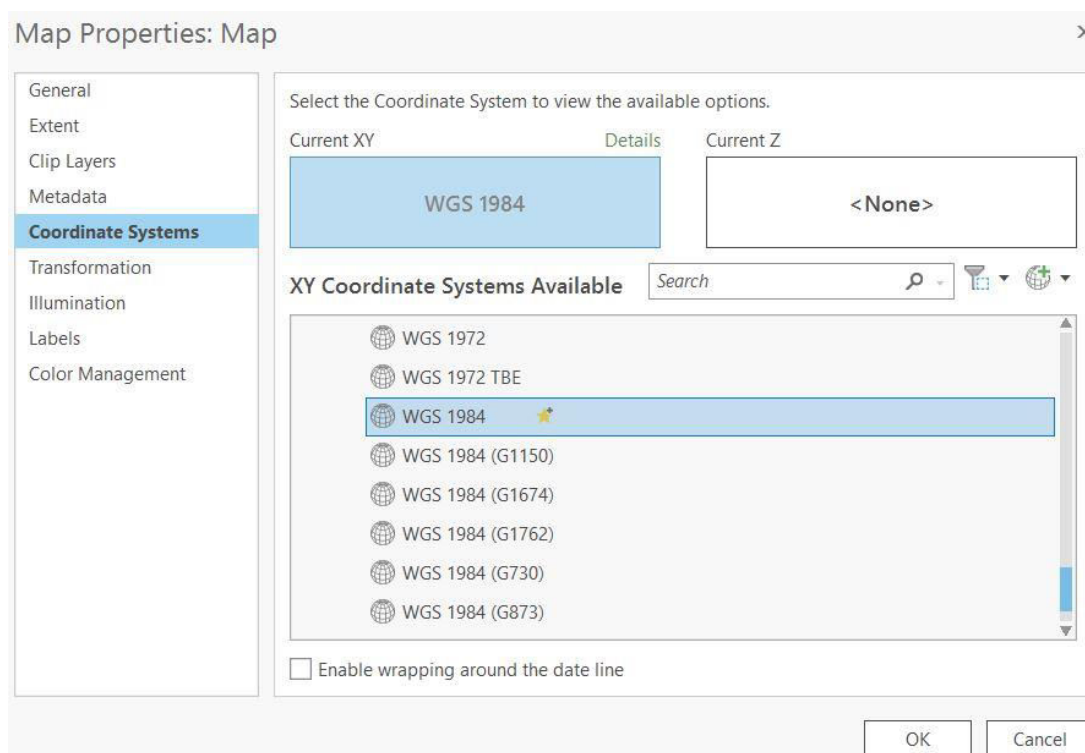 Map Properties: Map
General
Extent
Clip Layers
Metadata
Coordinate Systems
Transformation
Illumination
Labels
Color Management
Select the Coordinate System to view the available options.
Current XY Details Current Z
WGS 1984 <None>
XY Coordinate Systems Available Search
WGS 1972
WGS 1972 TBE
WGS 1984
WGS 1984 (G1150)
WGS 1984 (G1674)
WGS 1984 (G1762)
WGS 1984 (G730)
WGS 1984 (G873)
Enable wrapping around the date line
OK Cancel